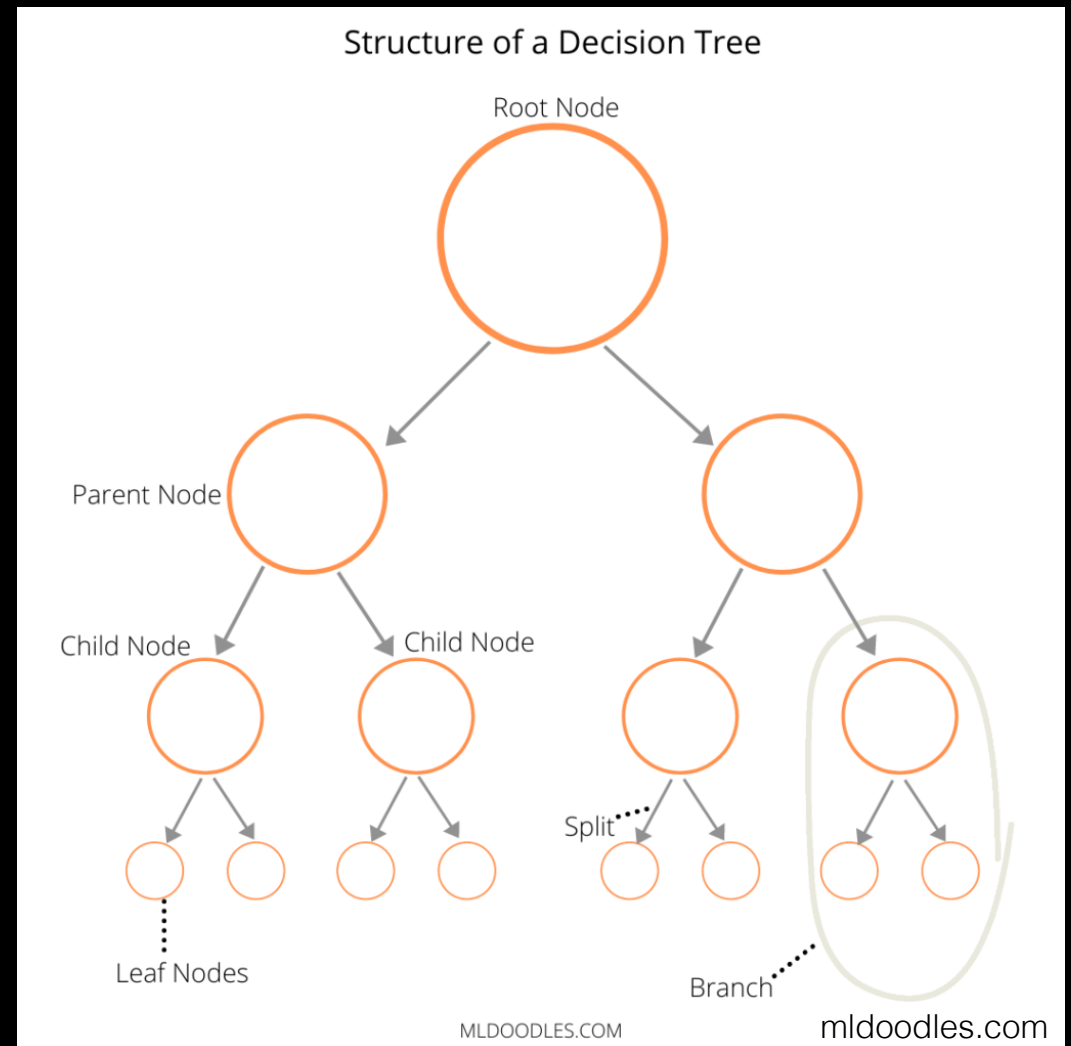 Structure of a Decision Tree
Root Node
Parent Node
Child Node
Child Node
Split
Leaf Nodes
Branch
MLDOODLES.COM
mldoodles.com